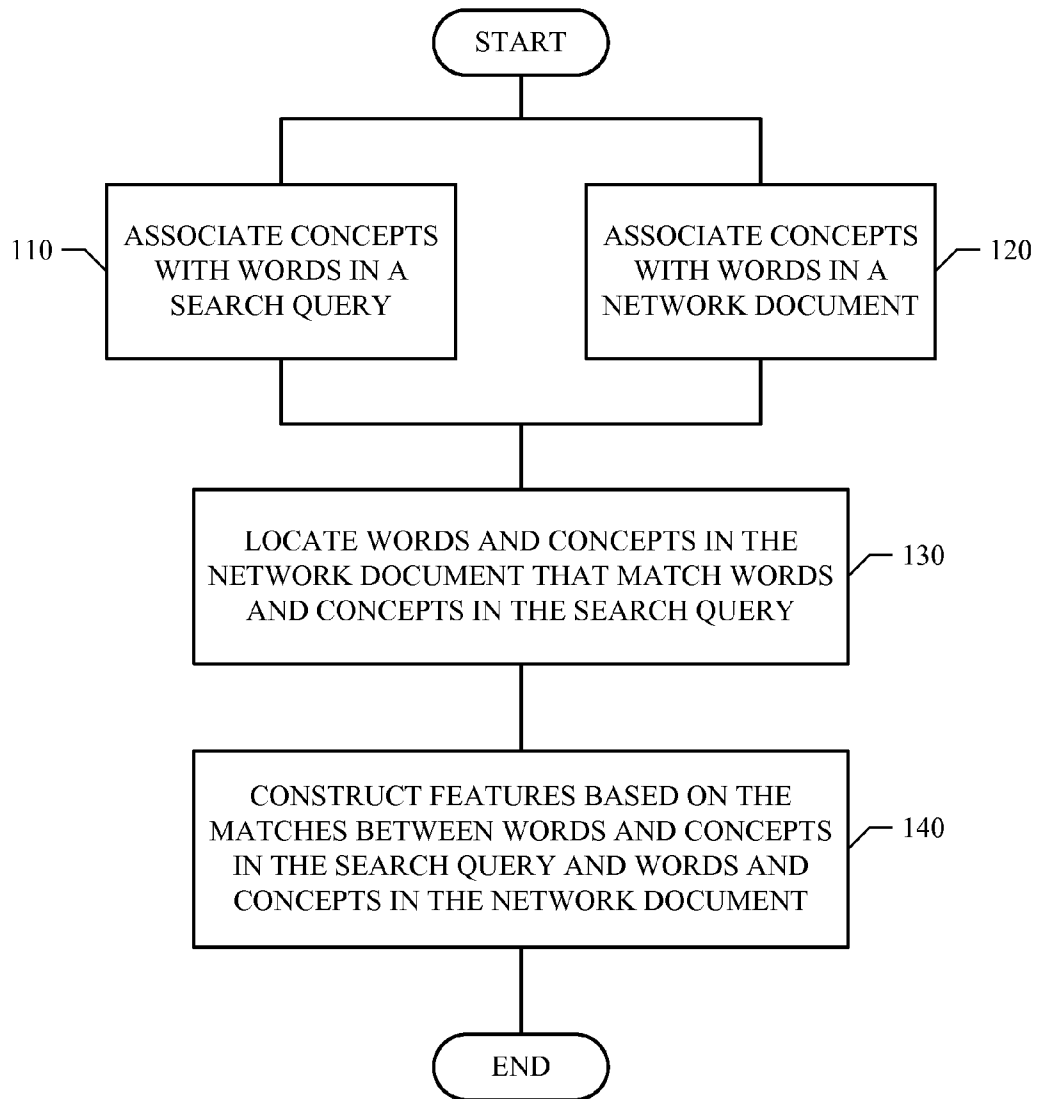 START
110
ASSOCIATE CONCEPTS
WITH WORDS IN A
SEARCH QUERY
ASSOCIATE CONCEPTS
WITH WORDS IN A
NETWORK DOCUMENT
120
LOCATE WORDS AND CONCEPTS IN THE
NETWORK DOCUMENT THAT MATCH WORDS
AND CONCEPTS IN THE SEARCH QUERY
130
CONSTRUCT FEATURES BASED ON THE
MATCHES BETWEEN WORDS AND CONCEPTS
IN THE SEARCH QUERY AND WORDS AND
CONCEPTS IN THE NETWORK DOCUMENT
140
END